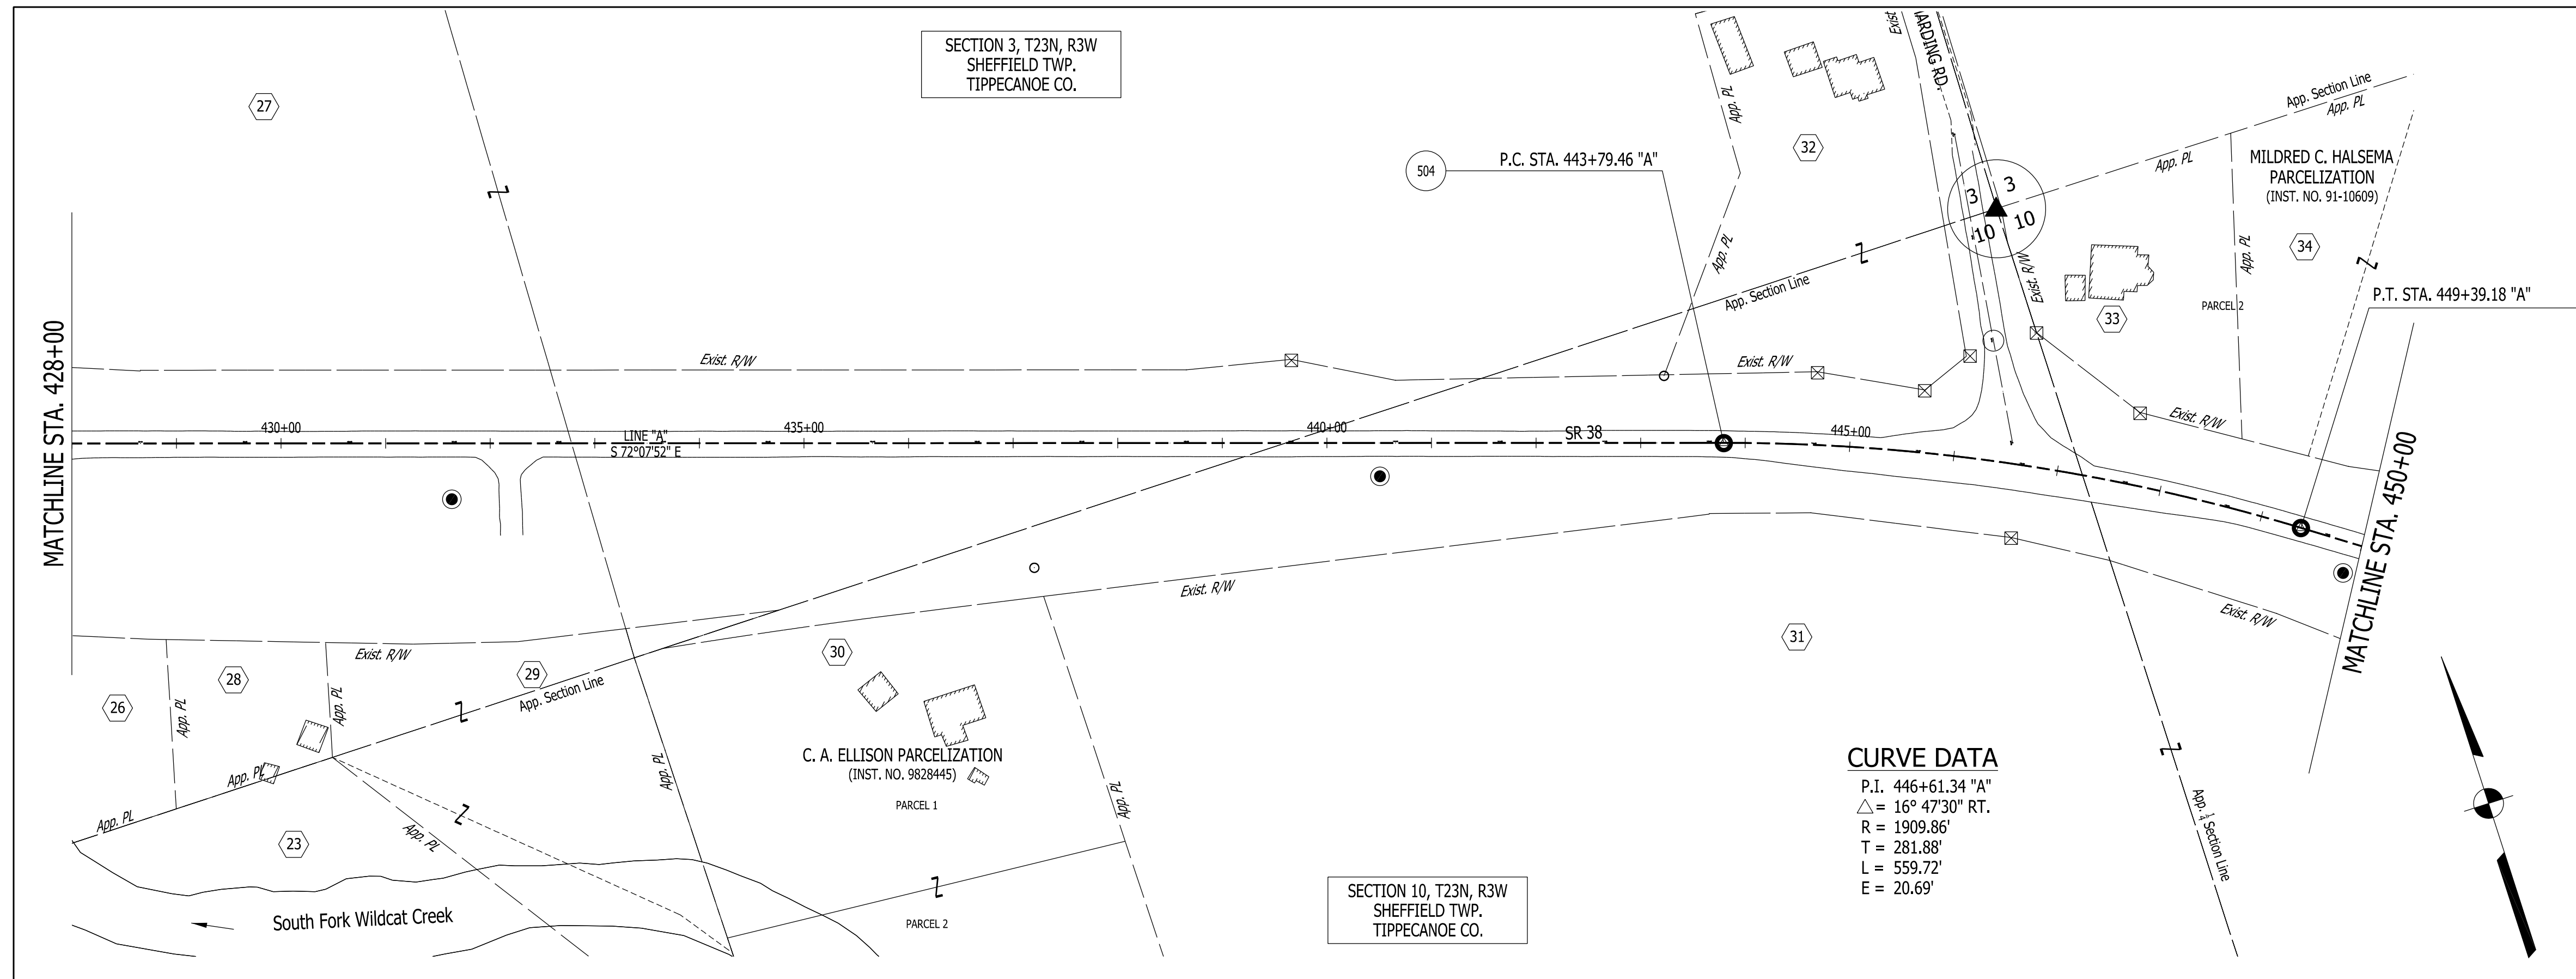 SECTION 3, T23N, R3W
SHEFFIELD TWP.
TIPPECANOE CO.
27
App. PL
Exist
ARDING RD.
App. Section Line
App. PL
32
504
P.C. STA. 443+79.46 "A"
App. PL
MILDRED C. HALSEMA
PARCELIZATION
(INST. NO. 91-10609)
3
3
10
10
App. PL
App. Section Line
Exist. R/W
App. PL
34
PARCEL 2
33
P.T. STA. 449+39.18 "A"
MATCHLINE STA. 428+00
Exist. R/W
Exist. R/W
Exist. R/W
430+00
LINE "A"
S 72°07'52" E
435+00
440+00
SR 38
445+00
MATCHLINE STA. 450+00
Exist. R/W
Exist. R/W
Exist. R/W
26
App. PL
28
App. PL
29
App. Section Line
30
31
App. PL
App. PL
23
App. PL
App. PL
C. A. ELLISON PARCELIZATION
(INST. NO. 9828445)
PARCEL 1
App. PL
PARCEL 2
South Fork Wildcat Creek
SECTION 10, T23N, R3W
SHEFFIELD TWP.
TIPPECANOE CO.
CURVE DATA
P.I. 446+61.34 "A"
△ = 16° 47'30" RT.
R = 1909.86'
T = 281.88'
L = 559.72'
E = 20.69'
App. 1/4 Section Line